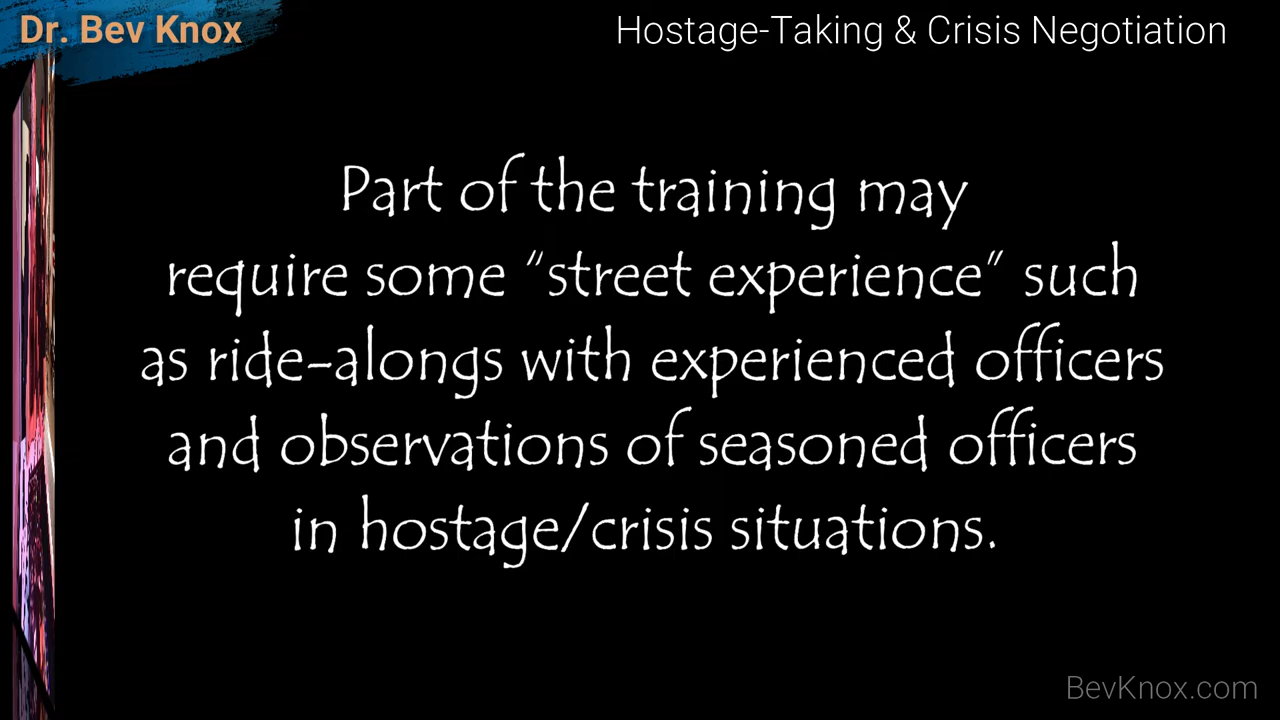 Dr. Bev Knox
Hostage-Taking & Crisis Negotiation
Part of the training may
require some “street experience” such
as ride-alongs with experienced officers
and observations of seasoned officers
in hostage/crisis situations.
BevKnox.com